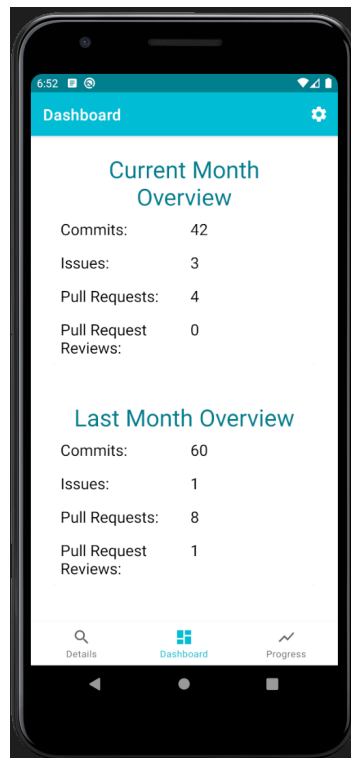 6:52
Dashboard
Current Month
Overview
Commits: 42
Issues: 3
Pull Requests: 4
Pull Request 0
Reviews:
Last Month Overview
Commits: 60
Issues: 1
Pull Requests: 8
Pull Request 1
Reviews:
Details Dashboard Progress